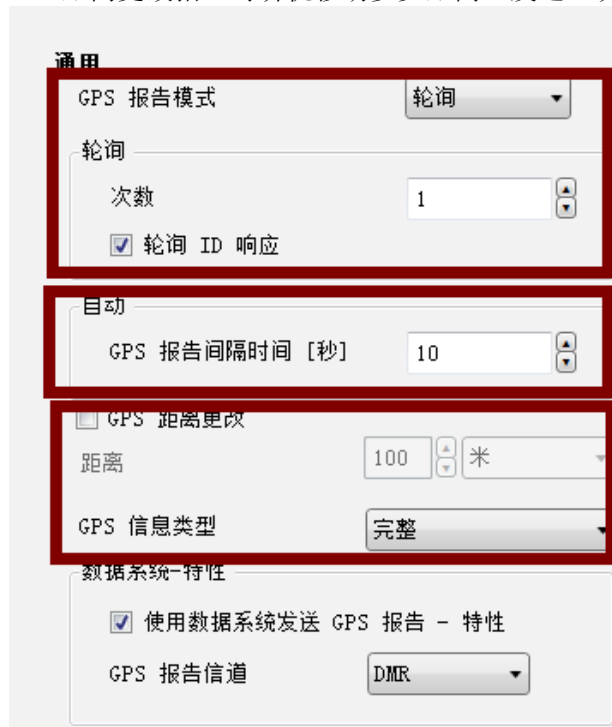 通用
GPS 报告模式 轮询
轮询
次数 1
轮询 ID 响应
自动
GPS 报告间隔时间 [秒] 10
GPS 距离更改
距离 100 米
GPS 信息类型 完整
数据系统-特性
使用数据系统发送 GPS 报告 - 特性
GPS 报告信道 DMR